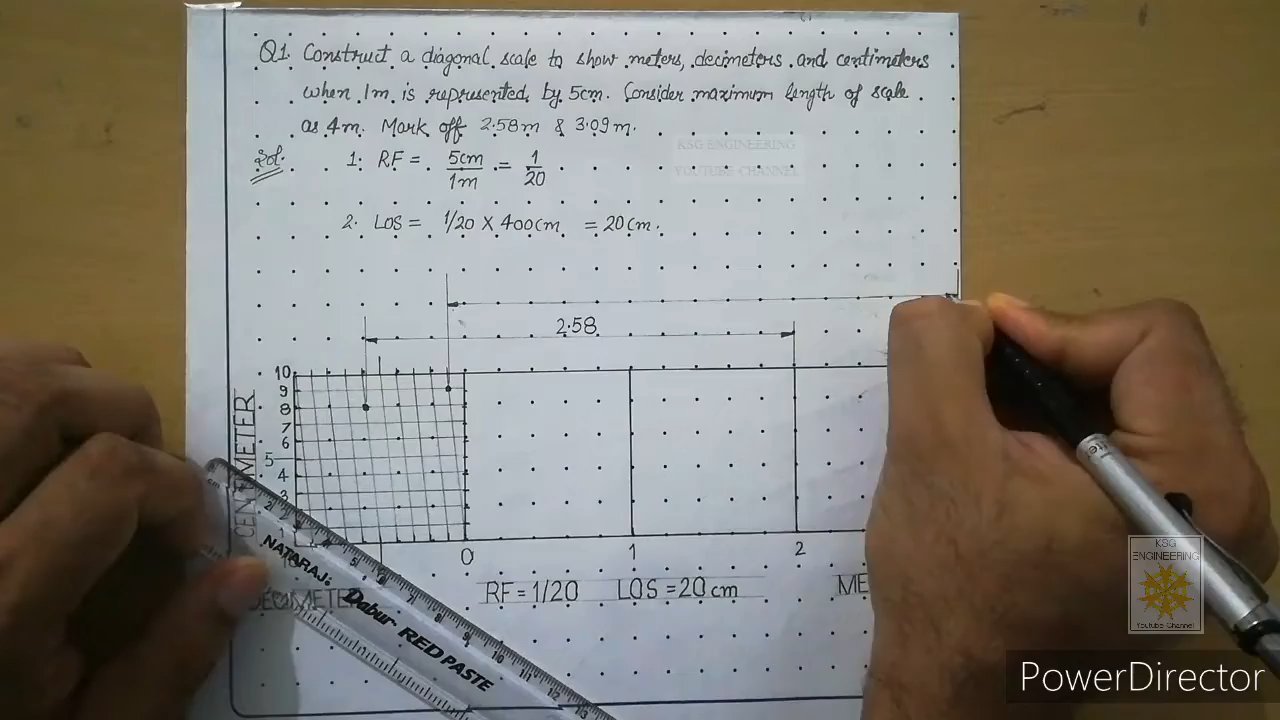 Q1. Construct a diagonal scale to show meters, decimeters and centimeters
when 1m is represented by 5cm. Consider maximum length of scale
as 4m. Mark off 2.58m & 3.09m.
KSG ENGINEERING
YOUTUBE CHANNEL
Sol. 1. RF = 5cm/1m = 1/20
2. LOS = 1/20 X 400cm = 20cm.
2.58
10
9
8
7
6
5
4
3
2
1
CENTIMETER
0 1 2
10
DECIMETER
RF = 1/20 LOS = 20 cm ME
cm
NATARAJ
Dabur RED PASTE
KSG
ENGINEERING
Youtube Channel
PowerDirector